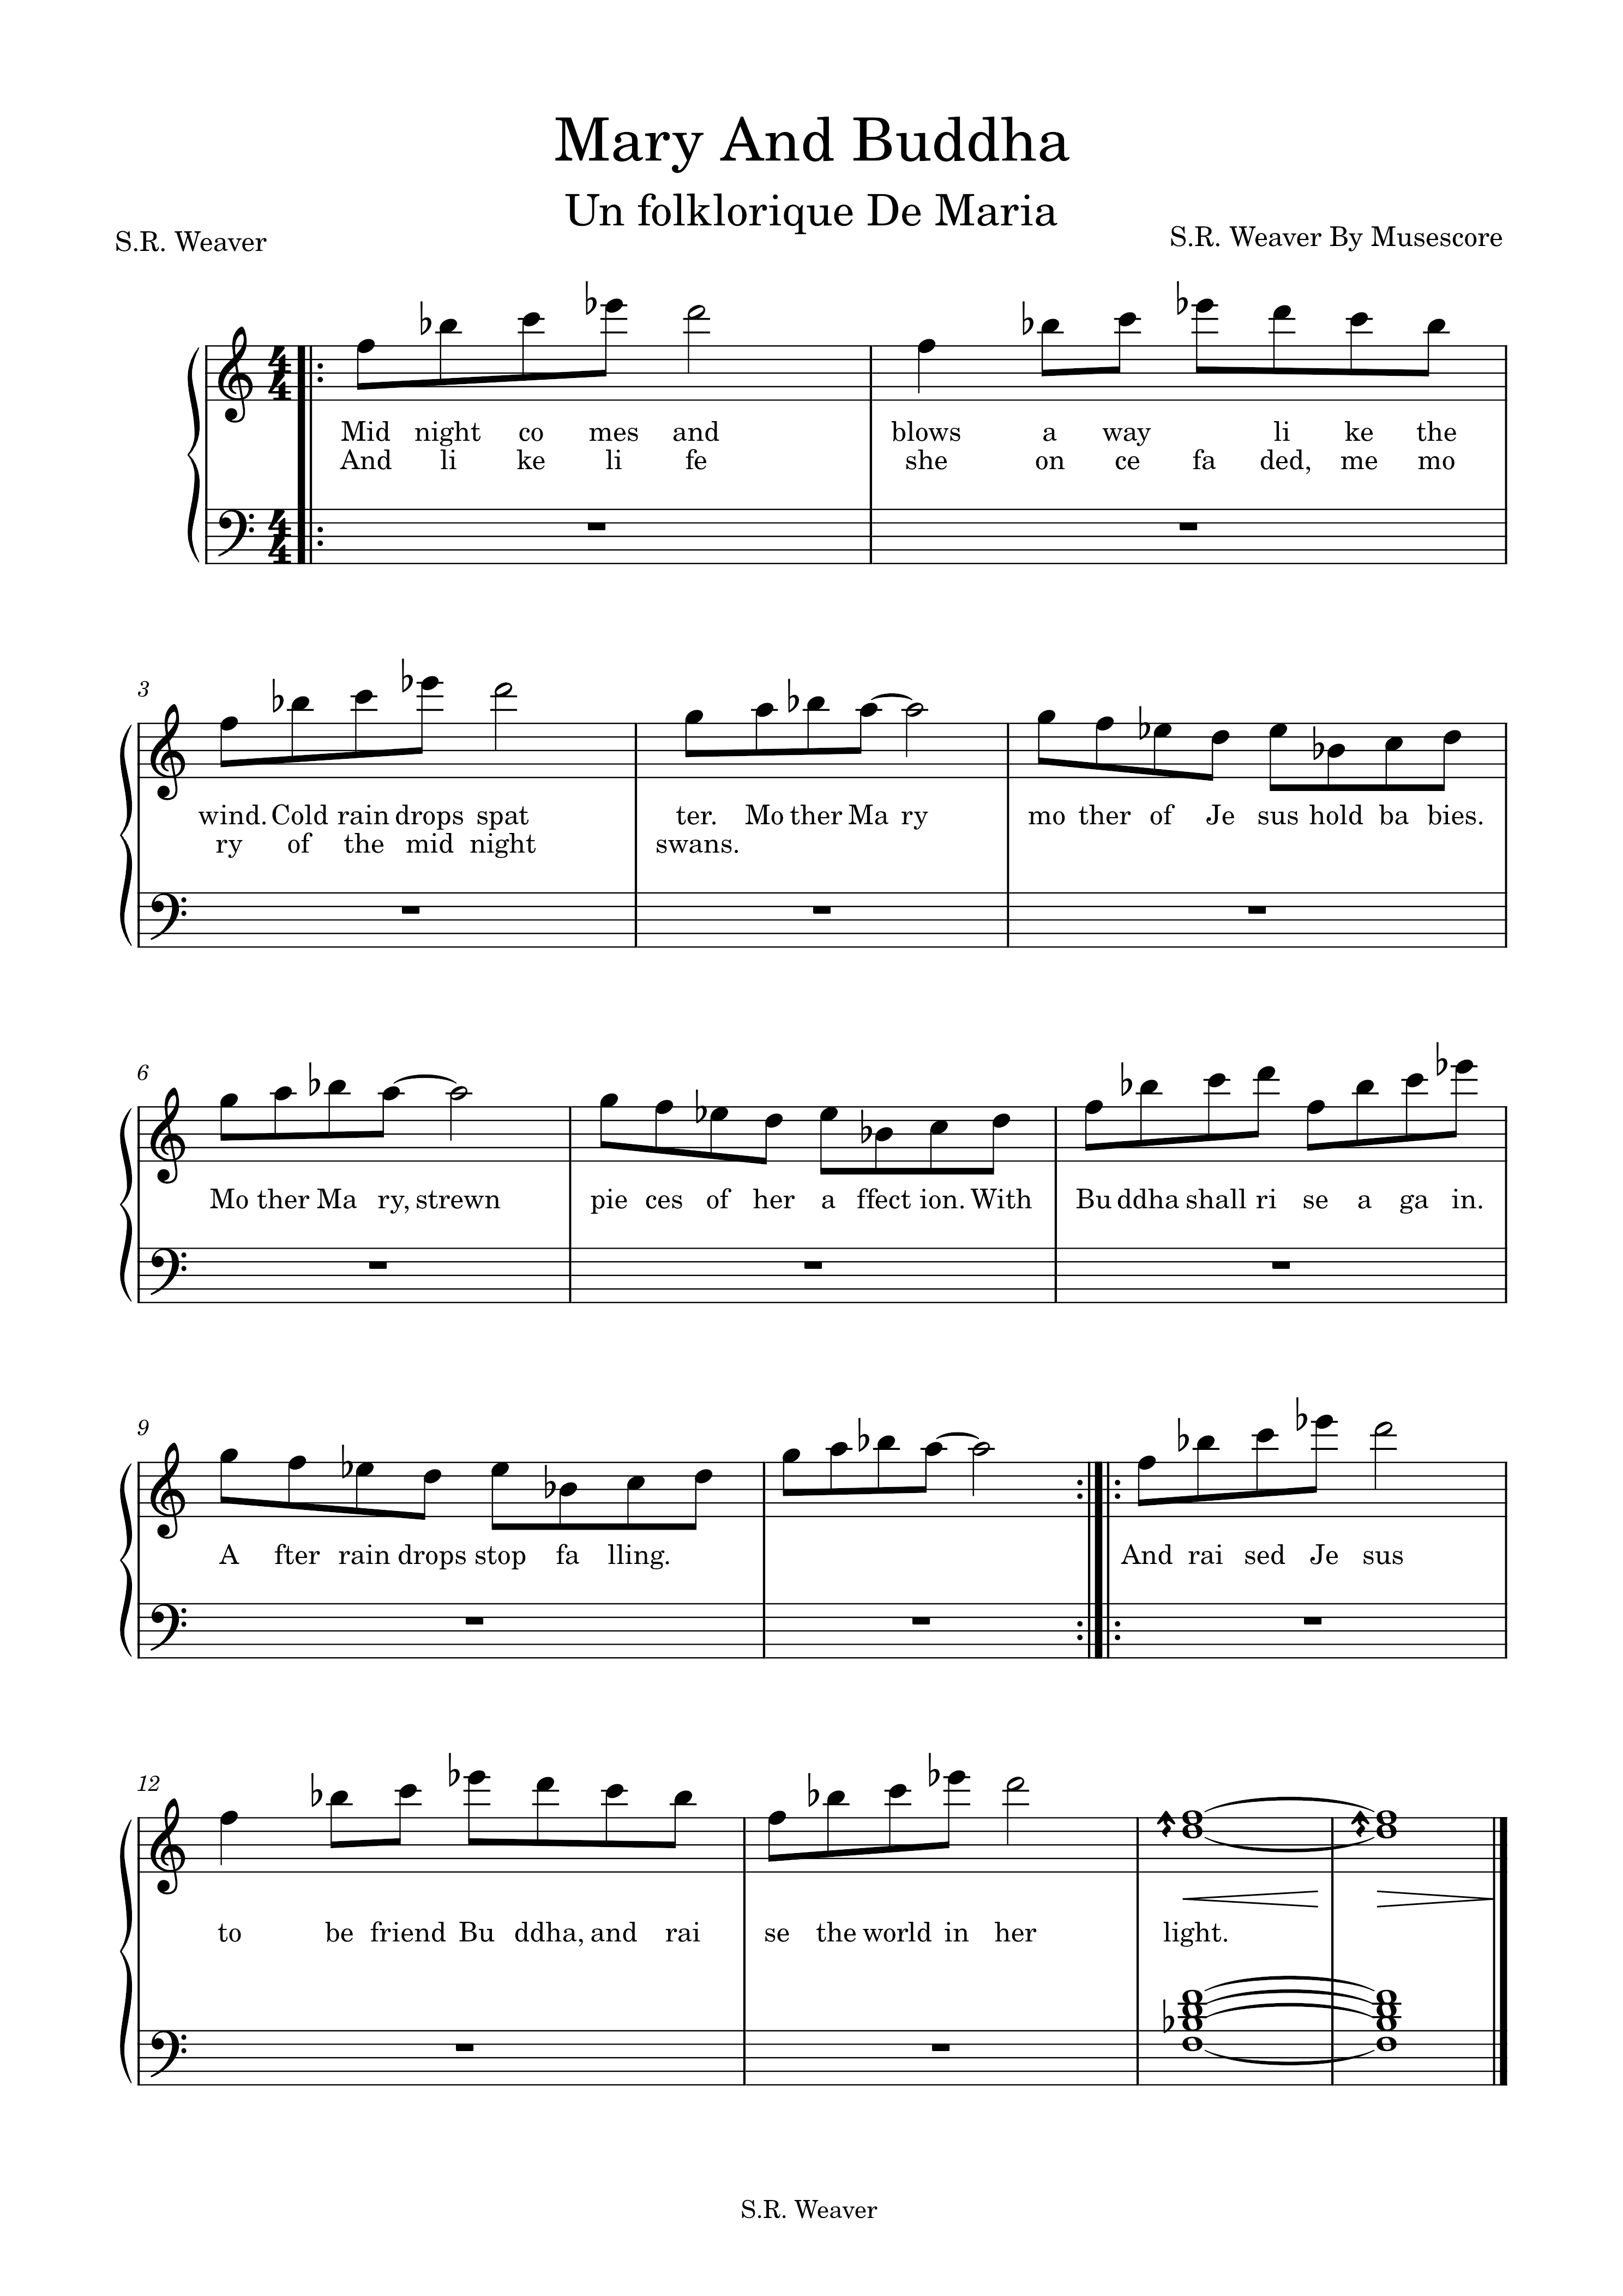 Mary And Buddha
Un folklorique De Maria
S.R. Weaver
S.R. Weaver By Musescore
4 4
Mid night co mes and blows a way li ke the
And li ke li fe she on ce fa ded, me mo
4 4
3
wind. Cold rain drops spat ter. Mo ther Ma ry mo ther of Je sus hold ba bies.
ry of the mid night swans.
6
Mo ther Ma ry, strewn pie ces of her a ffect ion. With Bu ddha shall ri se a ga in.
9
A fter rain drops stop fa lling. And rai sed Je sus
12
to be friend Bu ddha, and rai se the world in her light.
S.R. Weaver